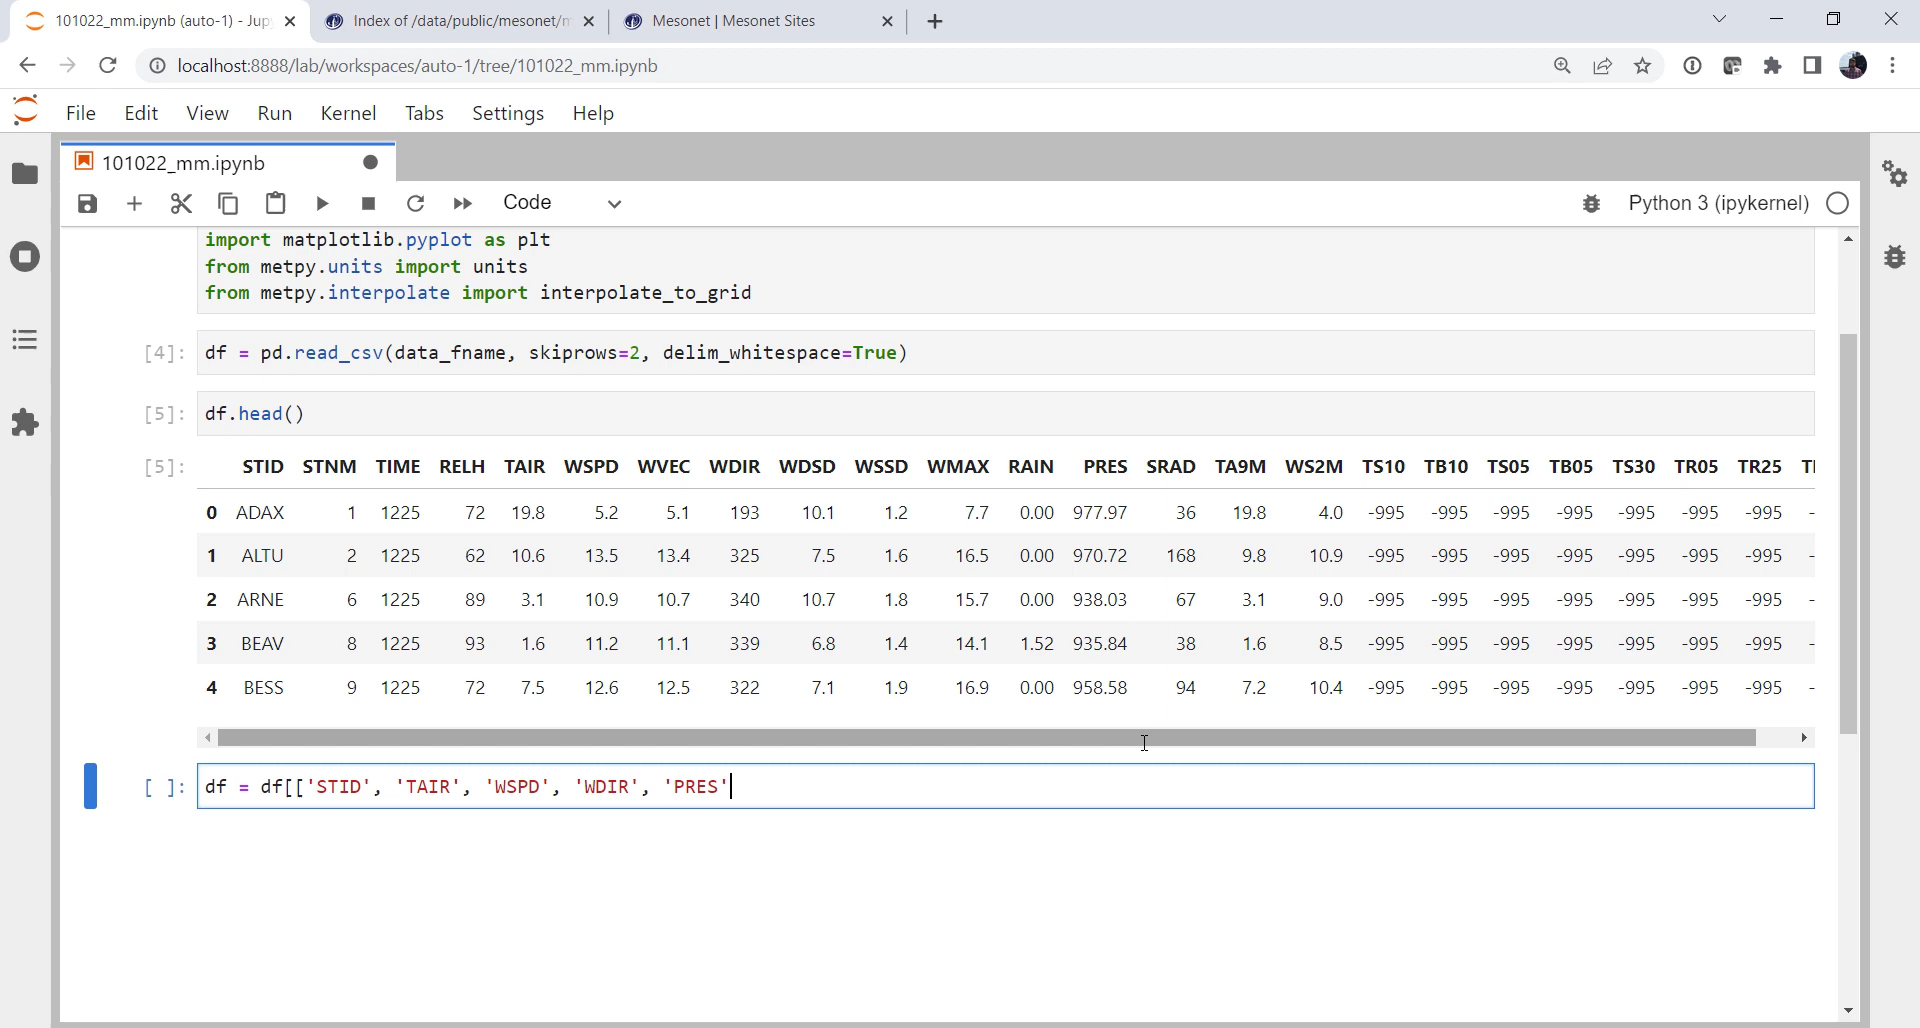 101022_mm.ipynb (auto-1) - Jup
Index of /data/public/mesonet/m
Mesonet | Mesonet Sites
localhost:8888/lab/workspaces/auto-1/tree/101022_mm.ipynb
File Edit View Run Kernel Tabs Settings Help
101022_mm.ipynb
Code
Python 3 (ipykernel)
import matplotlib.pyplot as plt
from metpy.units import units
from metpy.interpolate import interpolate_to_grid
[4]: df = pd.read_csv(data_fname, skiprows=2, delim_whitespace=True)
[5]: df.head()
[5]: STID STNM TIME RELH TAIR WSPD WVEC WDIR WDSD WSSD WMAX RAIN PRES SRAD TA9M WS2M TS10 TB10 TS05 TB05 TS30 TR05 TR25
0 ADAX 1 1225 72 19.8 5.2 5.1 193 10.1 1.2 7.7 0.00 977.97 36 19.8 4.0 -995 -995 -995 -995 -995 -995 -995 -
1 ALTU 2 1225 62 10.6 13.5 13.4 325 7.5 1.6 16.5 0.00 970.72 168 9.8 10.9 -995 -995 -995 -995 -995 -995 -995 -
2 ARNE 6 1225 89 3.1 10.9 10.7 340 10.7 1.8 15.7 0.00 938.03 67 3.1 9.0 -995 -995 -995 -995 -995 -995 -995 -
3 BEAV 8 1225 93 1.6 11.2 11.1 339 6.8 1.4 14.1 1.52 935.84 38 1.6 8.5 -995 -995 -995 -995 -995 -995 -995 -
4 BESS 9 1225 72 7.5 12.6 12.5 322 7.1 1.9 16.9 0.00 958.58 94 7.2 10.4 -995 -995 -995 -995 -995 -995 -995 -
[ ]: df = df[['STID', 'TAIR', 'WSPD', 'WDIR', 'PRES'